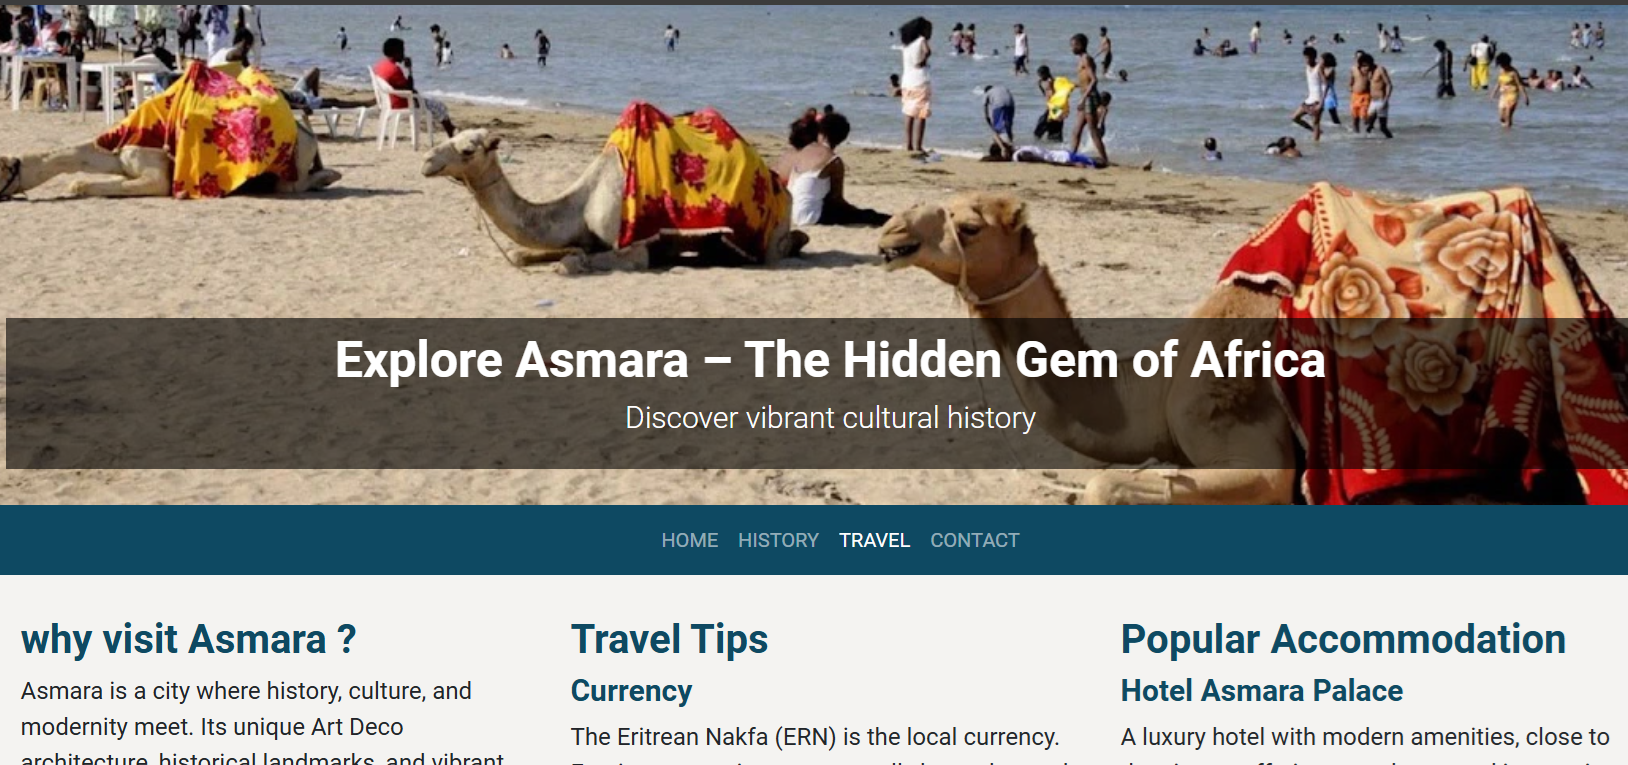 Explore Asmara – The Hidden Gem of Africa
Discover vibrant cultural history
HOME HISTORY TRAVEL CONTACT
why visit Asmara ?
Asmara is a city where history, culture, and
modernity meet. Its unique Art Deco
architecture, historical landmarks, and vibrant
Travel Tips
Currency
The Eritrean Nakfa (ERN) is the local currency.
Popular Accommodation
Hotel Asmara Palace
A luxury hotel with modern amenities, close to